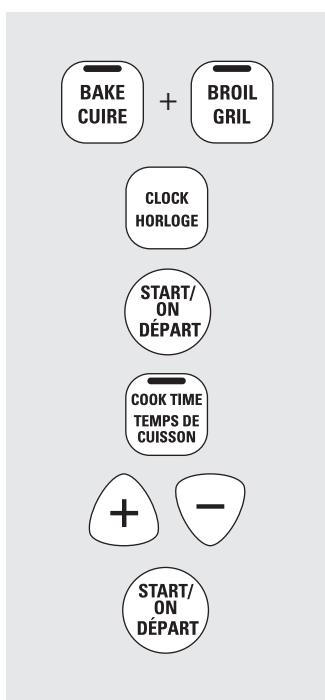 BAKE
CUIRE
+
BROIL
GRIL
CLOCK
HORLOGE
START/
ON
DÉPART
COOK TIME
TEMPS DE
CUISSON
+ −
START/
ON
DÉPART